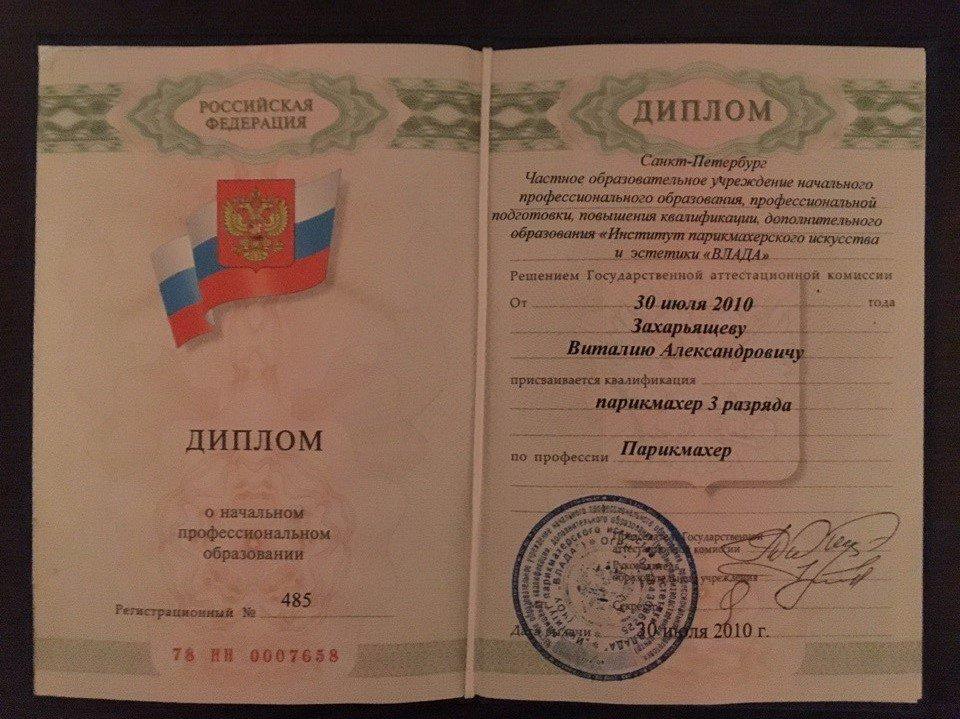 РОССИЙСКАЯ
ФЕДЕРАЦИЯ
ДИПЛОМ
о начальном
профессиональном
образовании
Регистрационный № 485
78 НН 0007658
ДИПЛОМ
Санкт-Петербург
Частное образовательное учреждение начального
профессионального образования, профессиональной
подготовки, повышения квалификации, дополнительного
образования «Институт парикмахерского искусства
и эстетики «ВЛАДА»
Решением Государственной аттестационной комиссии
От 30 июля 2010 года
Захарьящеву
Виталию Александровичу
присваивается квалификация
парикмахер 3 разряда
по профессии Парикмахер
Государственной
комиссии
образовательного учреждения
Секретарь
Дата выдачи 30 июля 2010 г.